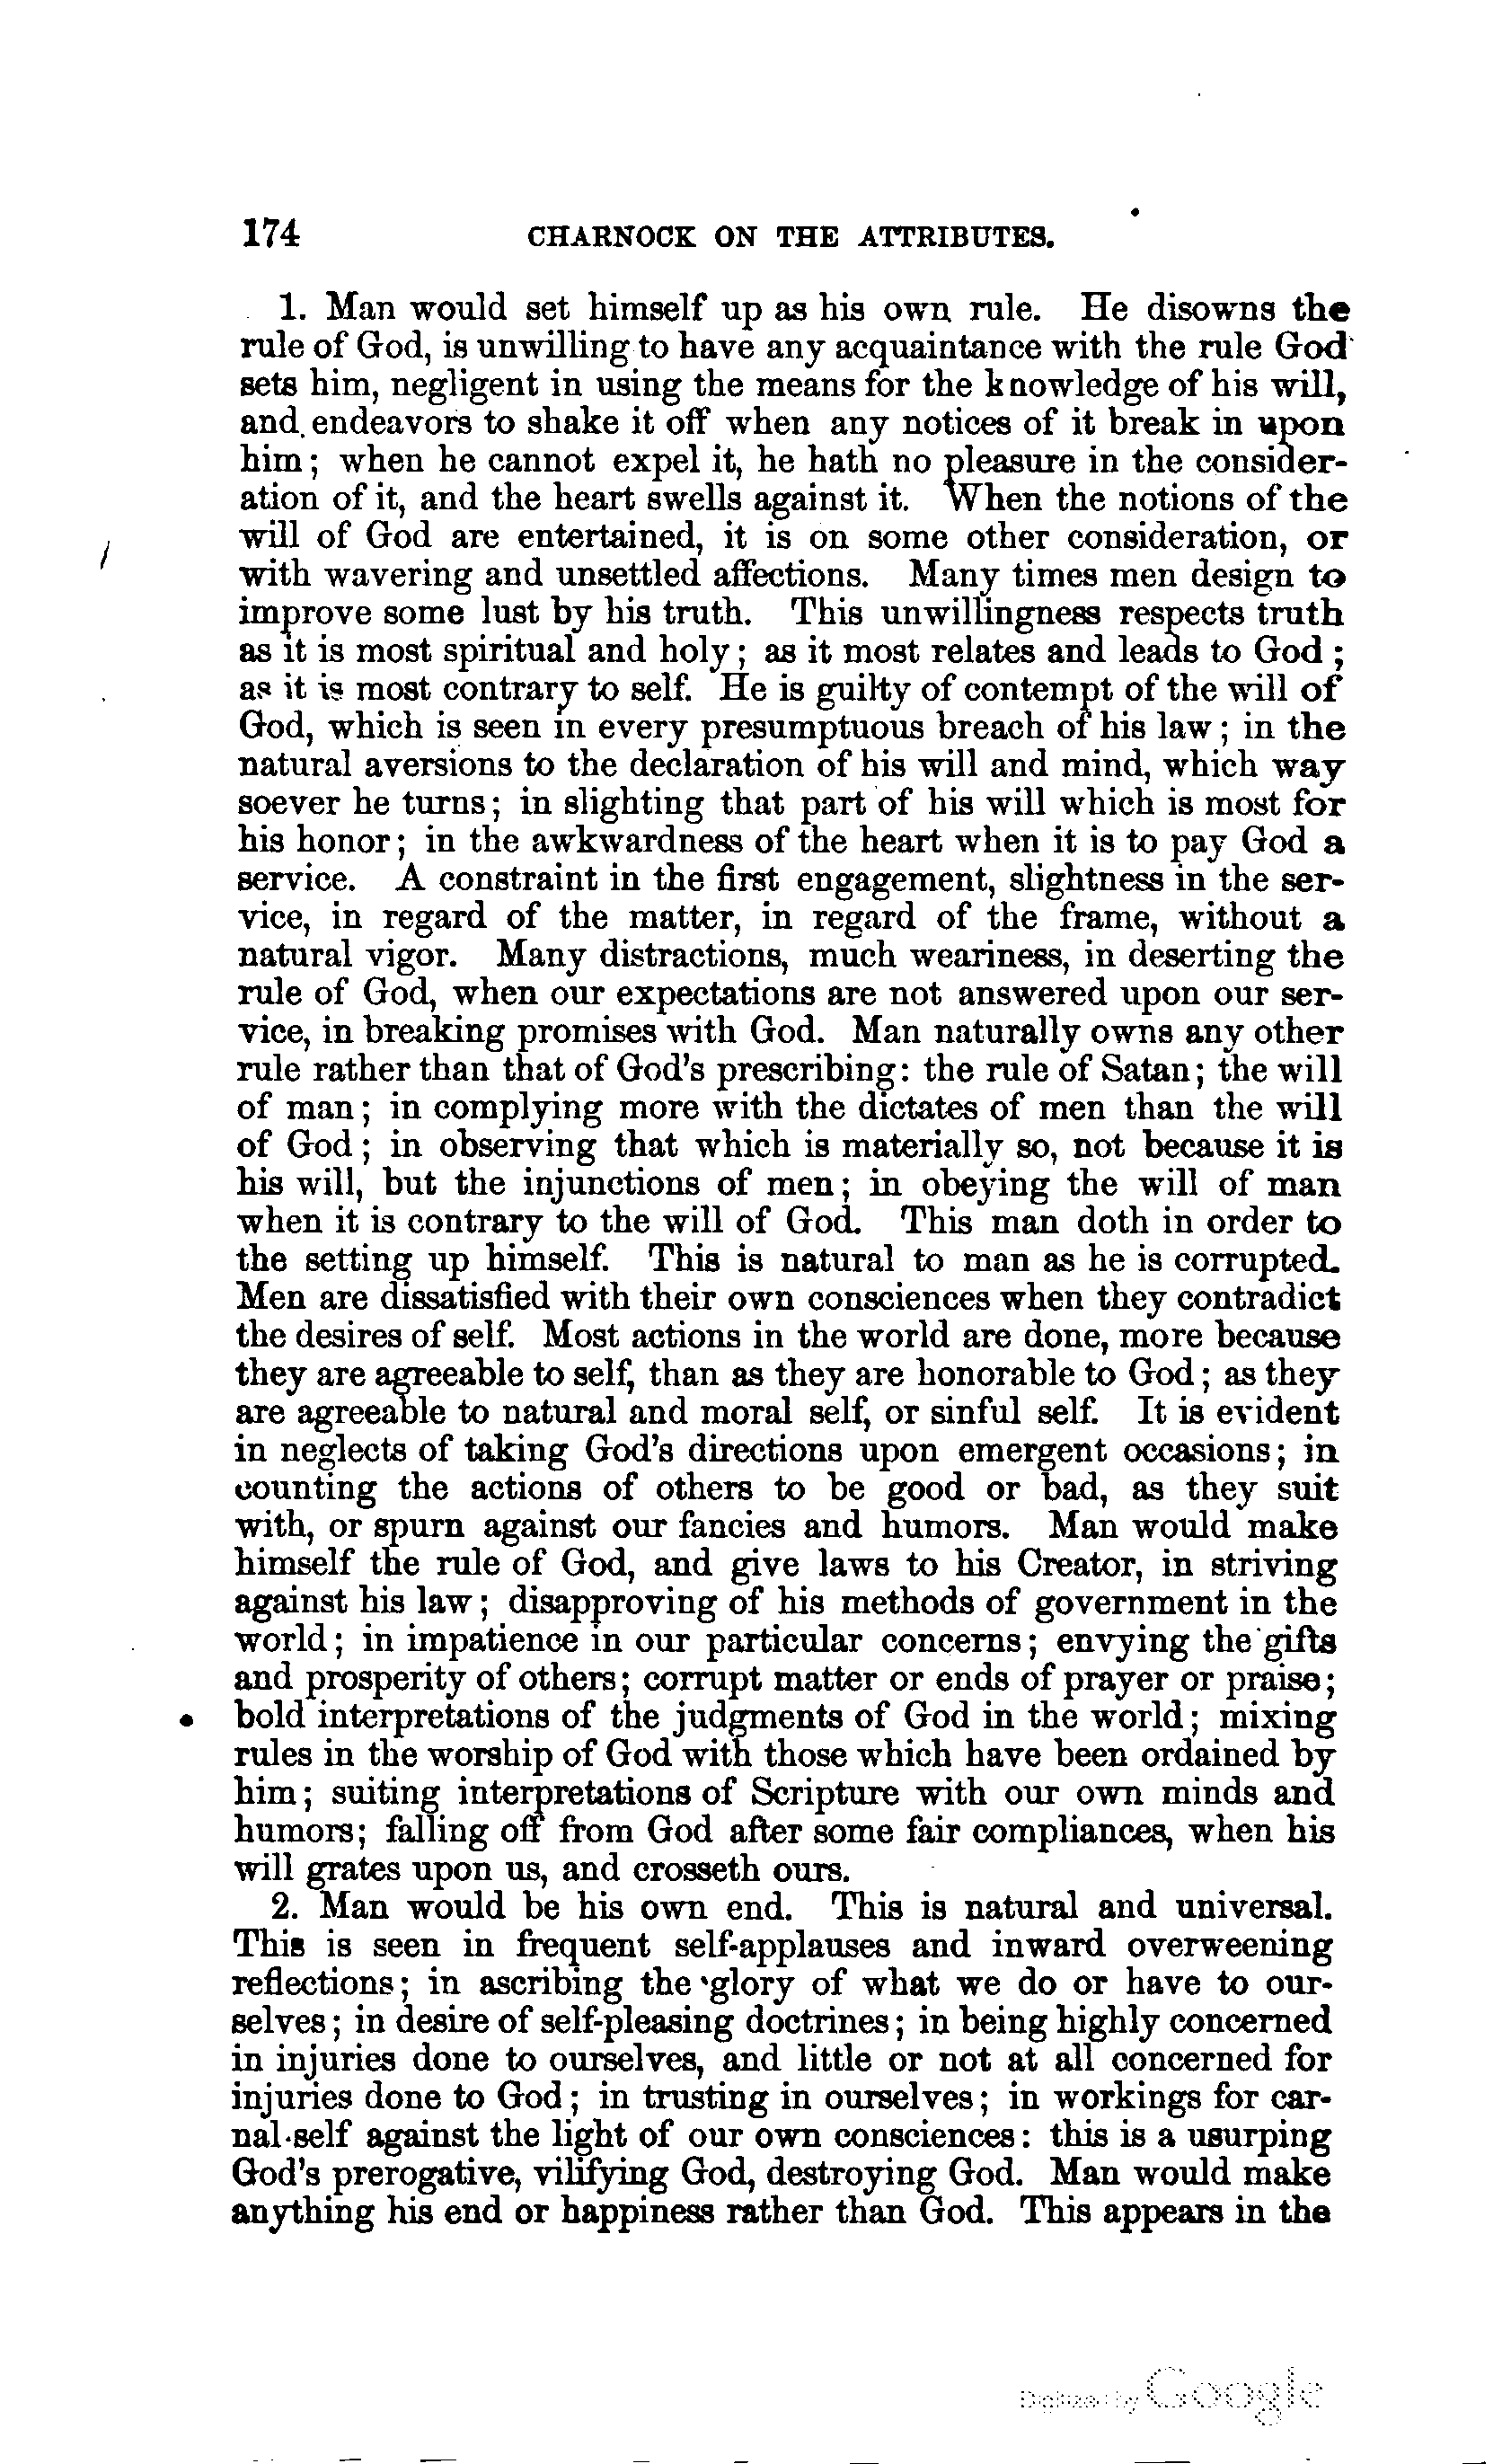 174 CHARNOCK ON THE ATTRIBUTES.
1. Man would set himself up as his own rule. He disowns the
rule of God, is unwilling to have any acquaintance with the rule God
sets him, negligent in using the means for the knowledge of his will,
and endeavors to shake it off when any notices of it break in upon
him; when he cannot expel it, he hath no pleasure in the consider-
ation of it, and the heart swells against it. When the notions of the
will of God are entertained, it is on some other consideration, or
with wavering and unsettled affections. Many times men design to
improve some lust by his truth. This unwillingness respects truth
as it is most spiritual and holy; as it most relates and leads to God;
as it is most contrary to self. He is guilty of contempt of the will of
God, which is seen in every presumptuous breach of his law; in the
natural aversions to the declaration of his will and mind, which way
soever he turns; in slighting that part of his will which is most for
his honor; in the awkwardness of the heart when it is to pay God a
service. A constraint in the first engagement, slightness in the ser-
vice, in regard of the matter, in regard of the frame, without a
natural vigor. Many distractions, much weariness, in deserting the
rule of God, when our expectations are not answered upon our ser-
vice, in breaking promises with God. Man naturally owns any other
rule rather than that of God's prescribing: the rule of Satan; the will
of man; in complying more with the dictates of men than the will
of God; in observing that which is materially so, not because it is
his will, but the injunctions of men; in obeying the will of man
when it is contrary to the will of God. This man doth in order to
the setting up himself. This is natural to man as he is corrupted.
Men are dissatisfied with their own consciences when they contradict
the desires of self. Most actions in the world are done, more because
they are agreeable to self, than as they are honorable to God; as they
are agreeable to natural and moral self, or sinful self. It is evident
in neglects of taking God's directions upon emergent occasions; in
counting the actions of others to be good or bad, as they suit
with, or spurn against our fancies and humors. Man would make
himself the rule of God, and give laws to his Creator, in striving
against his law; disapproving of his methods of government in the
world; in impatience in our particular concerns; envying the gifts
and prosperity of others; corrupt matter or ends of prayer or praise;
bold interpretations of the judgments of God in the world; mixing
rules in the worship of God with those which have been ordained by
him; suiting interpretations of Scripture with our own minds and
humors; falling off from God after some fair compliances, when his
will grates upon us, and crosseth ours.
2. Man would be his own end. This is natural and universal.
This is seen in frequent self-applauses and inward overweening
reflections; in ascribing the glory of what we do or have to our-
selves; in desire of self-pleasing doctrines; in being highly concerned
in injuries done to ourselves, and little or not at all concerned for
injuries done to God; in trusting in ourselves; in workings for car-
nal-self against the light of our own consciences: this is a usurping
God's prerogative, vilifying God, destroying God. Man would make
anything his end or happiness rather than God. This appears in the
Digitized by Google